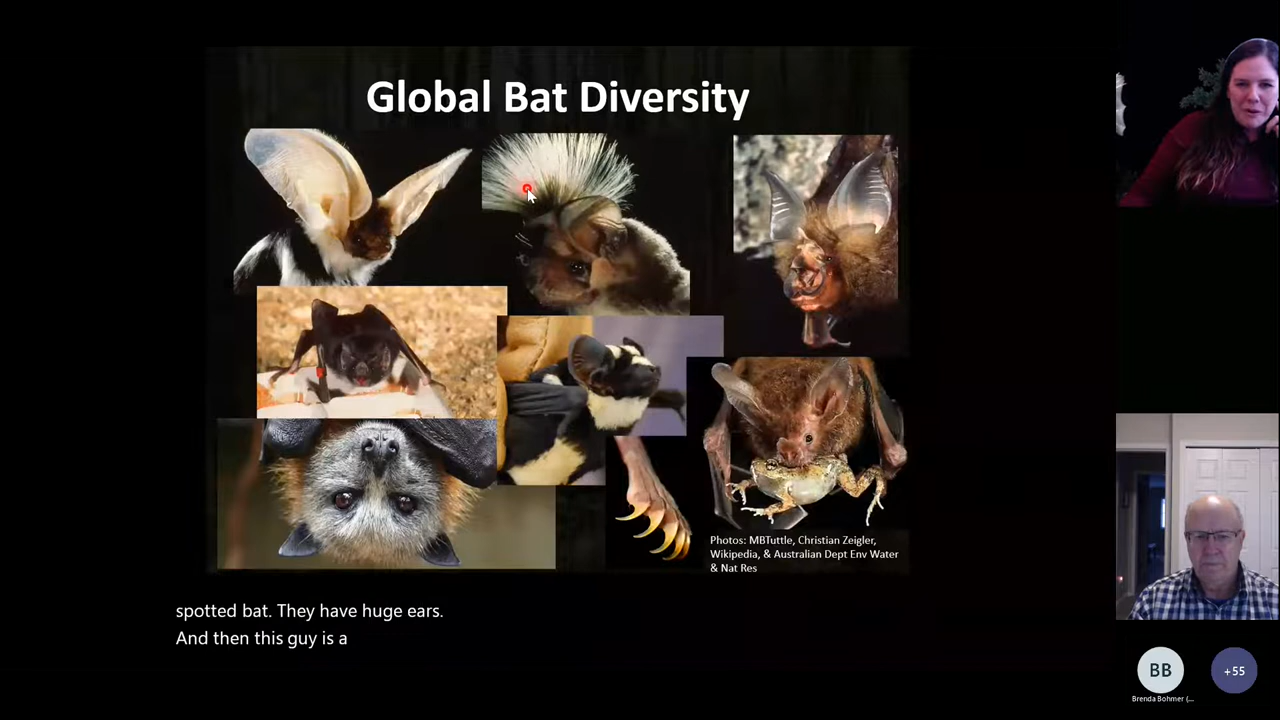 Global Bat Diversity
Photos: MBTuttle, Christian Zeigler,
Wikipedia, & Australian Dept Env Water
& Nat Res
spotted bat. They have huge ears.
And then this guy is a
BB
+55
Brenda Bohmer (...